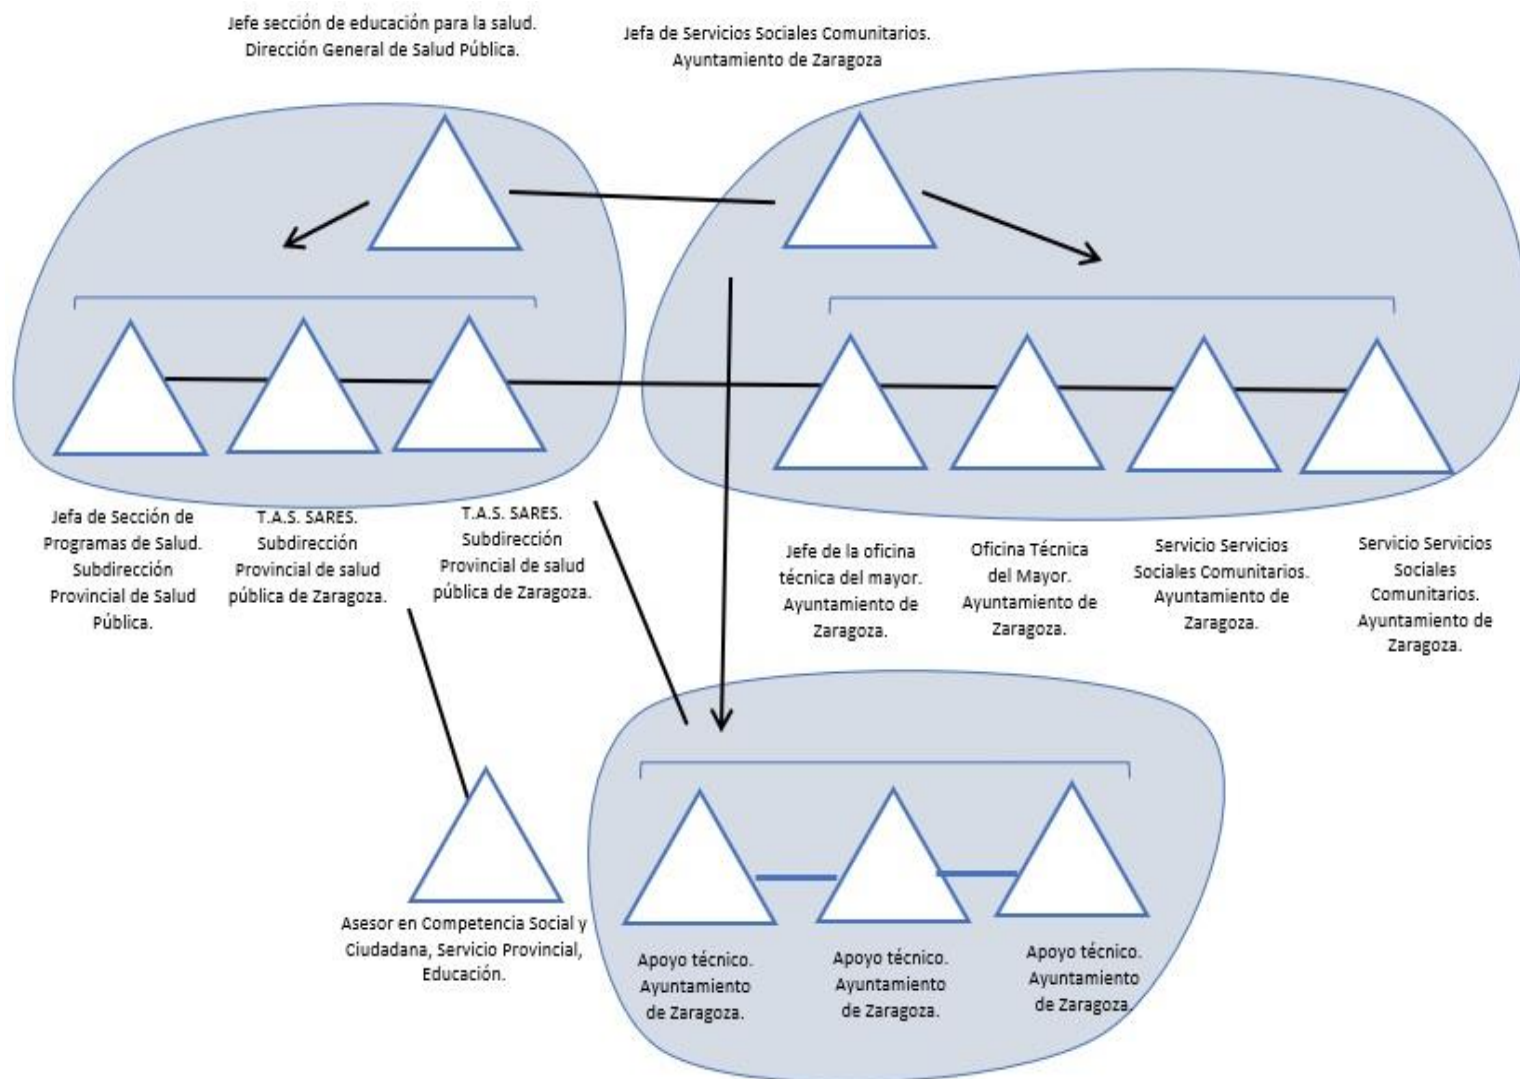 Jefe sección de educación para la salud.
Dirección General de Salud Pública.
Jefa de Servicios Sociales Comunitarios.
Ayuntamiento de Zaragoza
Jefa de Sección de
Programas de Salud.
Subdirección
Provincial de Salud
Pública.
T.A.S. SARES.
Subdirección
Provincial de salud
pública de Zaragoza.
T.A.S. SARES.
Subdirección
Provincial de salud
pública de Zaragoza.
Jefe de la oficina
técnica del mayor.
Ayuntamiento de
Zaragoza.
Oficina Técnica
del Mayor.
Ayuntamiento de
Zaragoza.
Servicio Servicios
Sociales Comunitarios.
Ayuntamiento de
Zaragoza.
Servicio Servicios
Sociales
Comunitarios.
Ayuntamiento de
Zaragoza.
Asesor en Competencia Social y
Ciudadana, Servicio Provincial,
Educación.
Apoyo técnico.
Ayuntamiento
de Zaragoza.
Apoyo técnico.
Ayuntamiento
de Zaragoza.
Apoyo técnico.
Ayuntamiento
de Zaragoza.